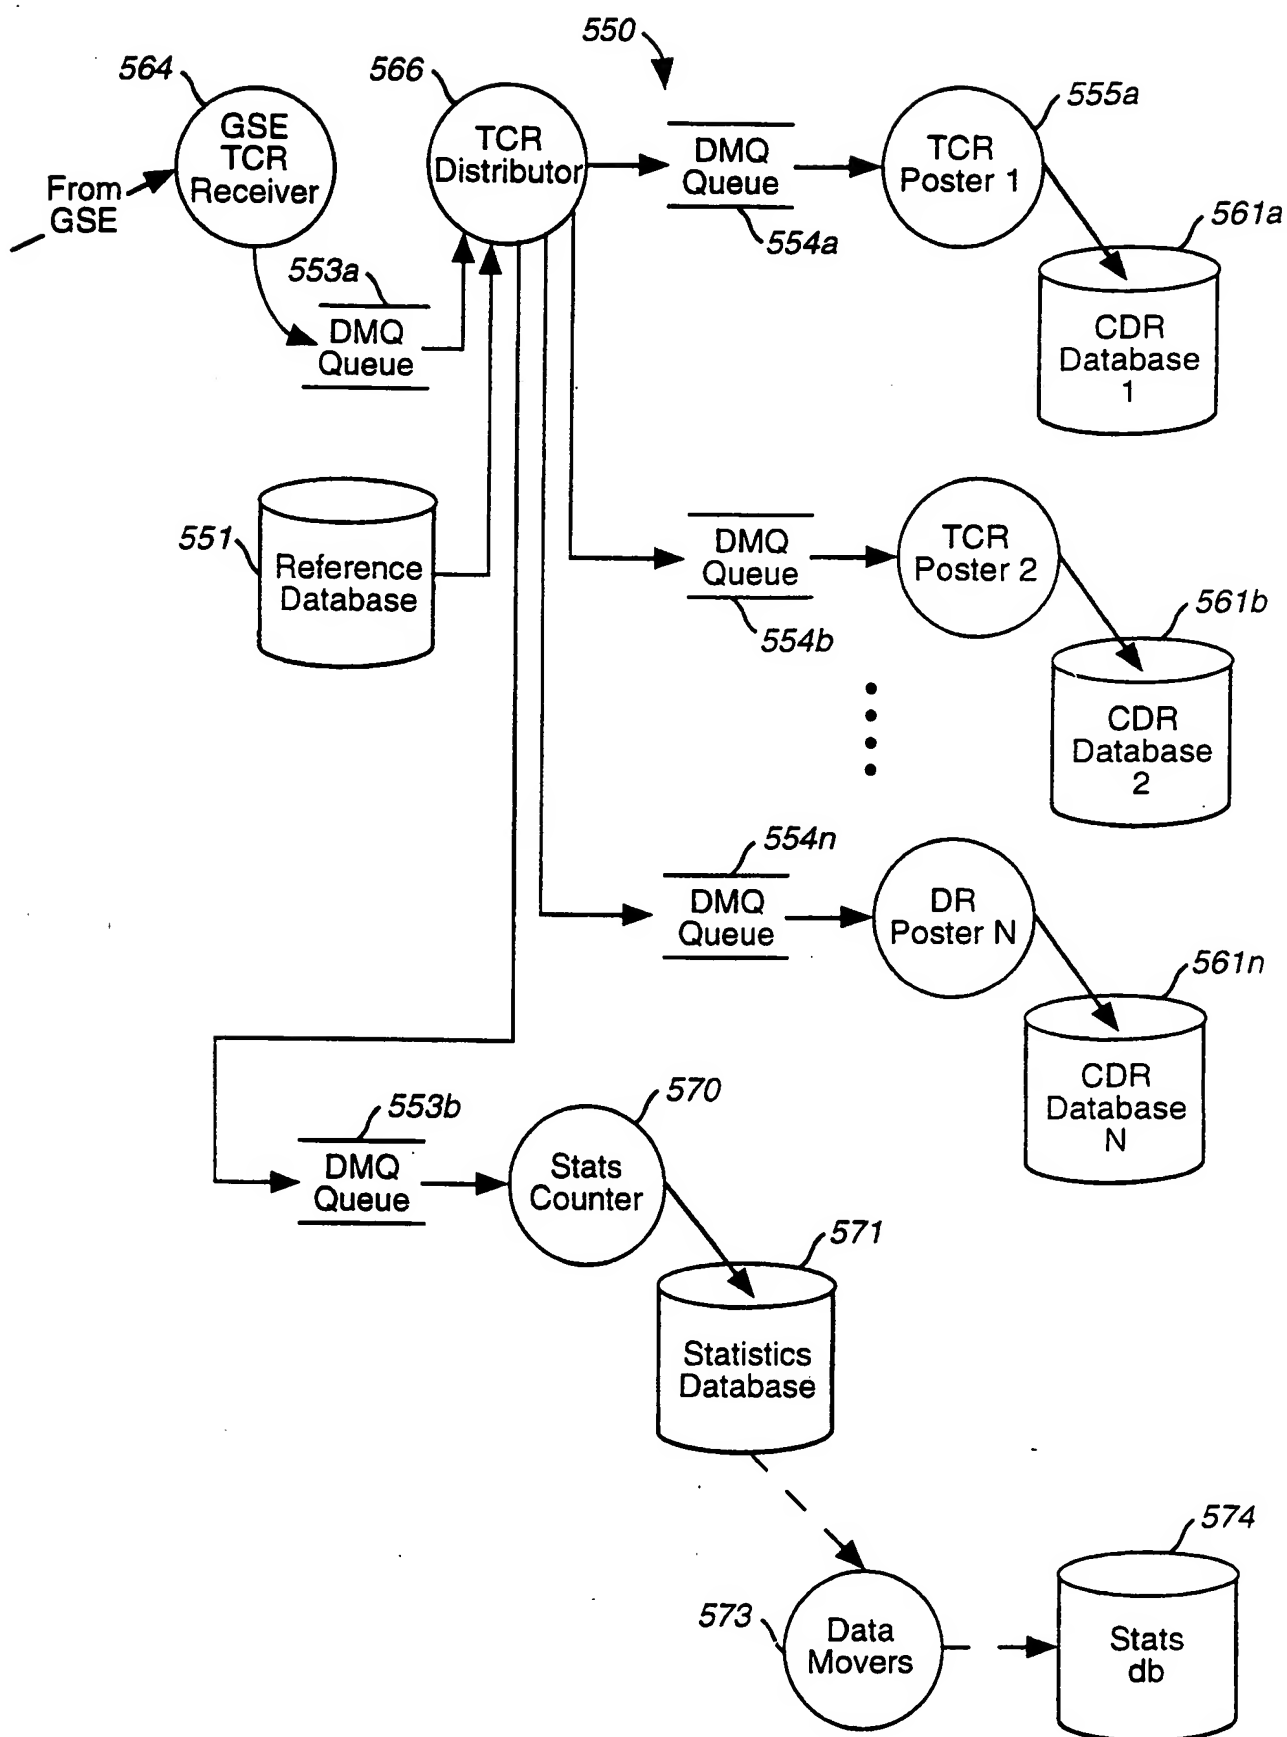 550
564
566
555a
GSE
TCR
Receiver
TCR
Distributor
DMQ
Queue
TCR
Poster 1
From
GSE
554a
561a
553a
DMQ
Queue
CDR
Database
1
551
Reference
Database
DMQ
Queue
TCR
Poster 2
554b
561b
CDR
Database
2
554n
DMQ
Queue
DR
Poster N
561n
CDR
Database
N
553b
570
DMQ
Queue
Stats
Counter
571
Statistics
Database
574
573
Data
Movers
Stats
db